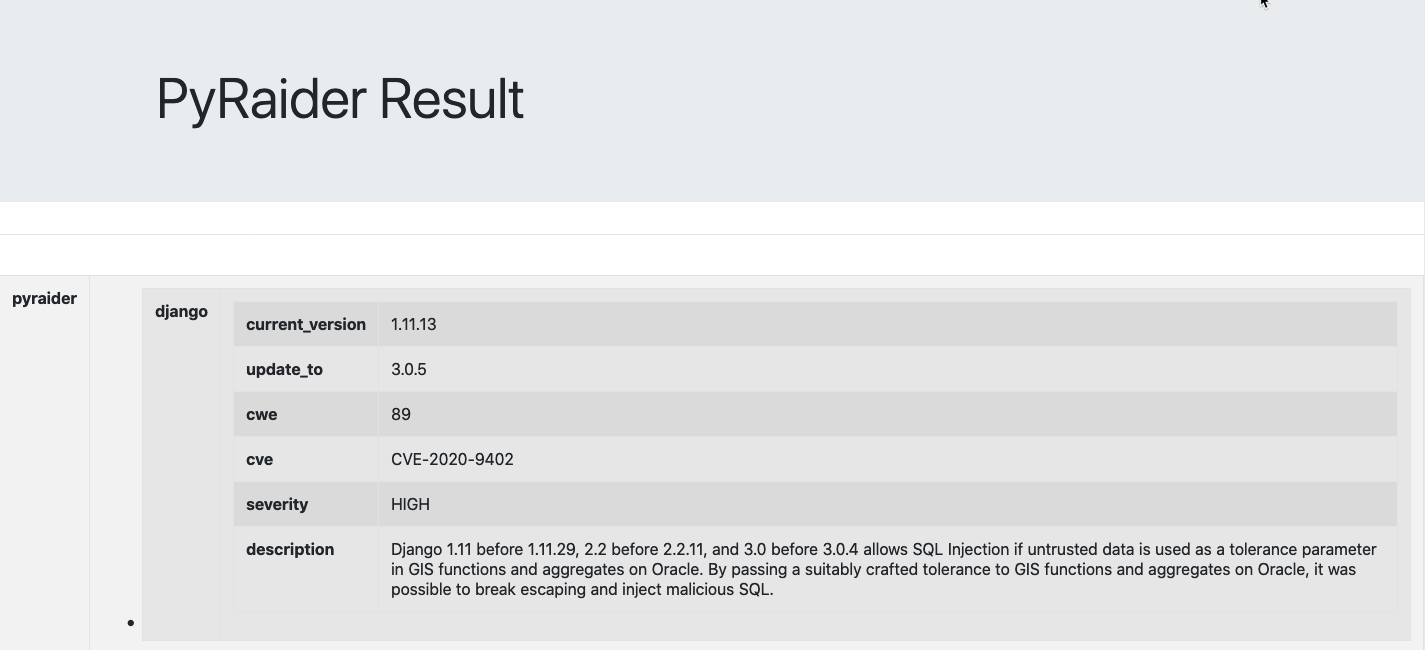 PyRaider Result
pyraider
django
current_version 1.11.13
update_to 3.0.5
cwe 89
cve CVE-2020-9402
severity HIGH
description Django 1.11 before 1.11.29, 2.2 before 2.2.11, and 3.0 before 3.0.4 allows SQL Injection if untrusted data is used as a tolerance parameter
in GIS functions and aggregates on Oracle. By passing a suitably crafted tolerance to GIS functions and aggregates on Oracle, it was
possible to break escaping and inject malicious SQL.